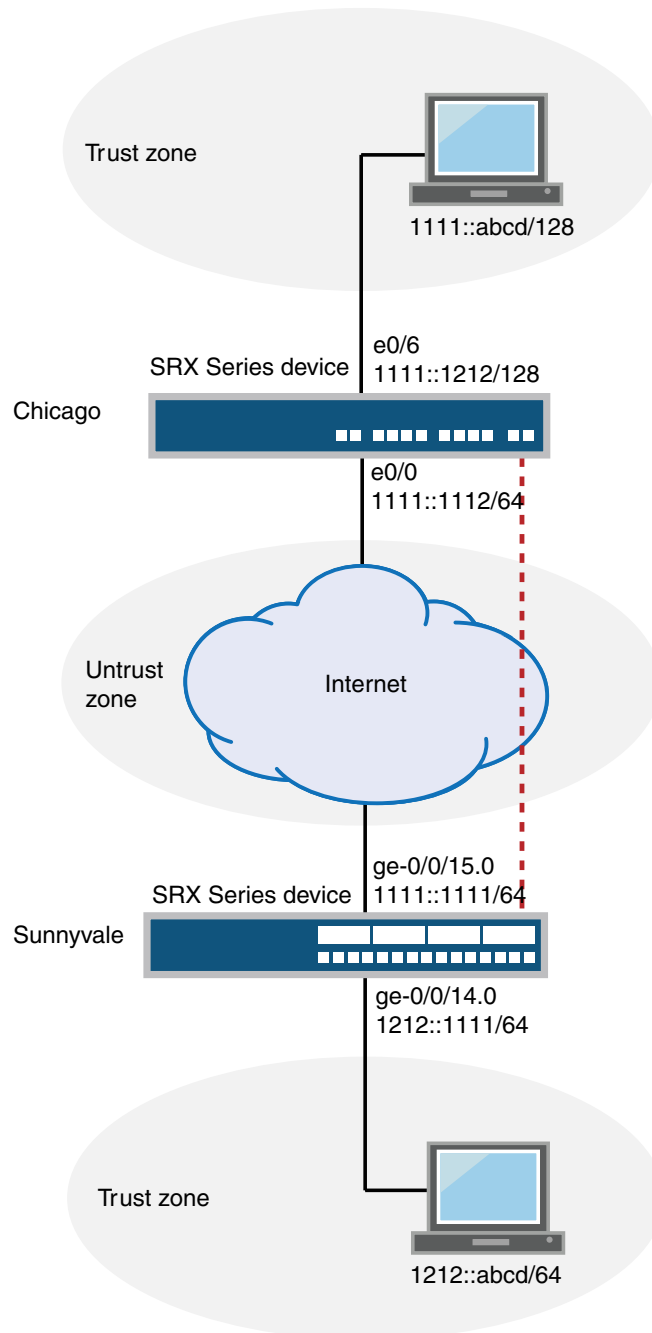 Trust zone
1111::abcd/128
e0/6
SRX Series device
1111::1212/128
Chicago
e0/0
1111::1112/64
Untrust
zone
Internet
ge-0/0/15.0
SRX Series device
1111::1111/64
Sunnyvale
ge-0/0/14.0
1212::1111/64
Trust zone
1212::abcd/64